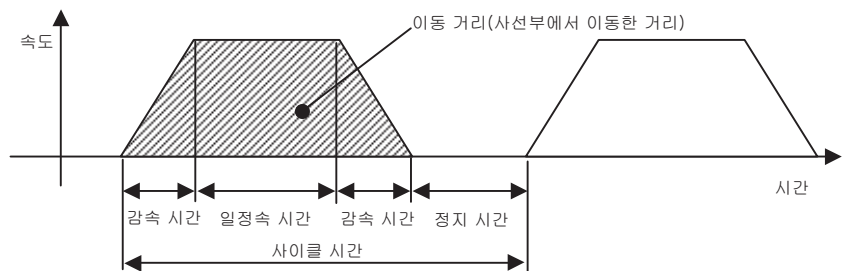 이동 거리(사선부에서 이동한 거리)
속도
시간
감속 시간
일정속 시간
감속 시간
정지 시간
사이클 시간